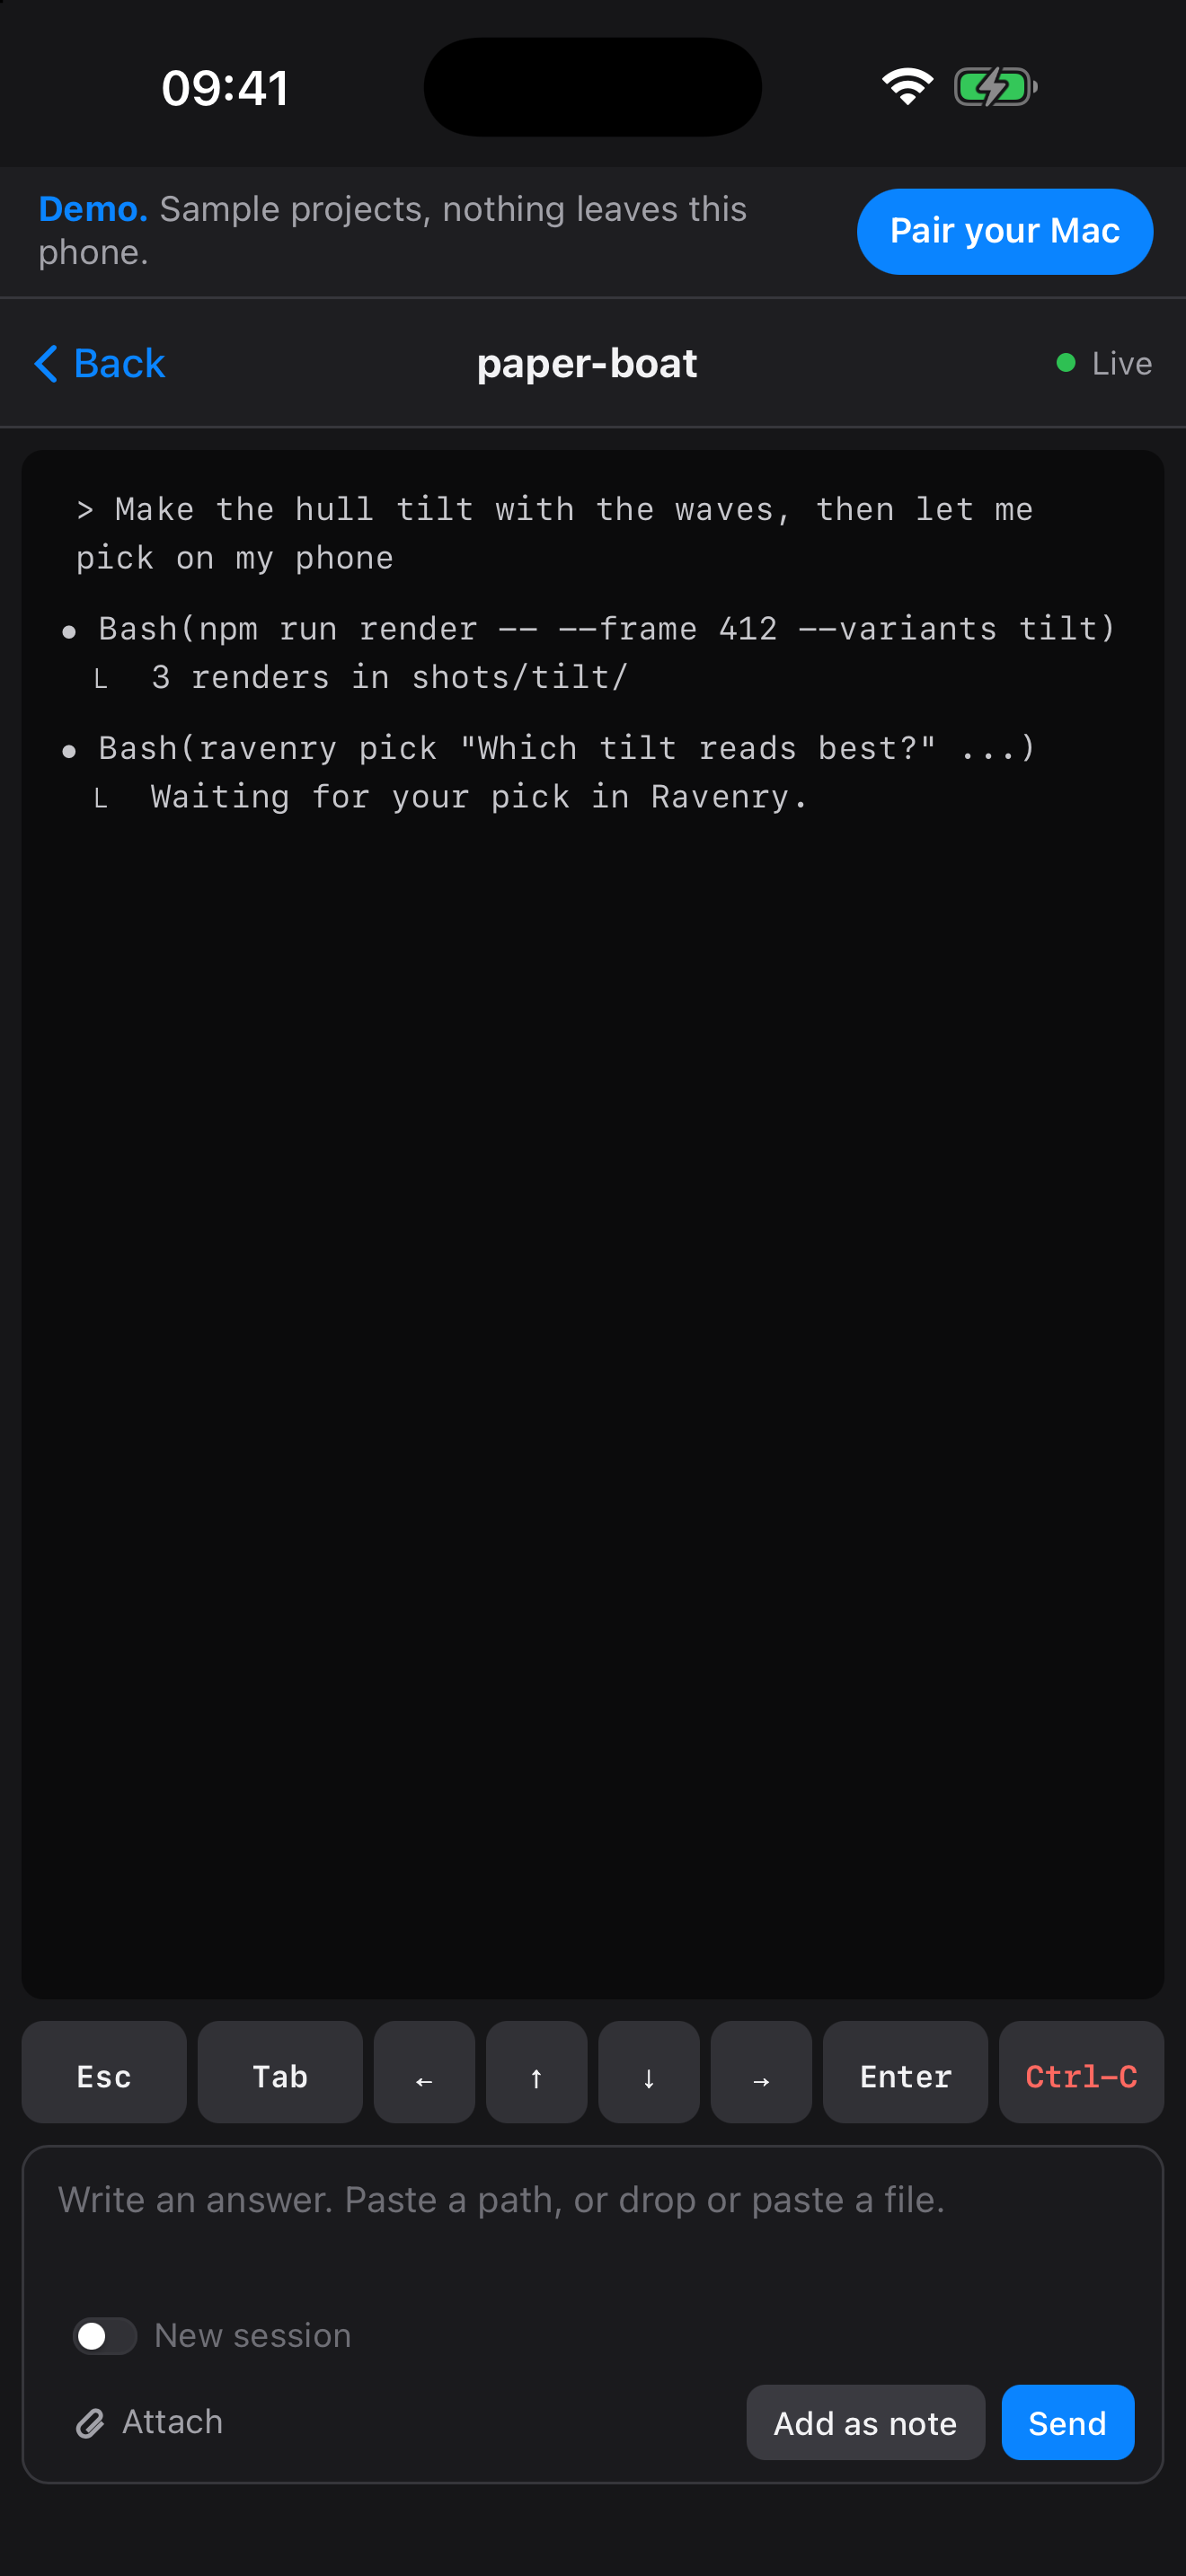 09:41
Demo. Sample projects, nothing leaves this
phone.
Pair your Mac
Back
paper-boat
Live
> Make the hull tilt with the waves, then let me
pick on my phone
● Bash(npm run render -- --frame 412 --variants tilt)
└ 3 renders in shots/tilt/
● Bash(ravenry pick "Which tilt reads best?" ...)
└ Waiting for your pick in Ravenry.
Esc Tab ← ↑ ↓ → Enter Ctrl-C
Write an answer. Paste a path, or drop or paste a file.
New session
Attach
Add as note
Send